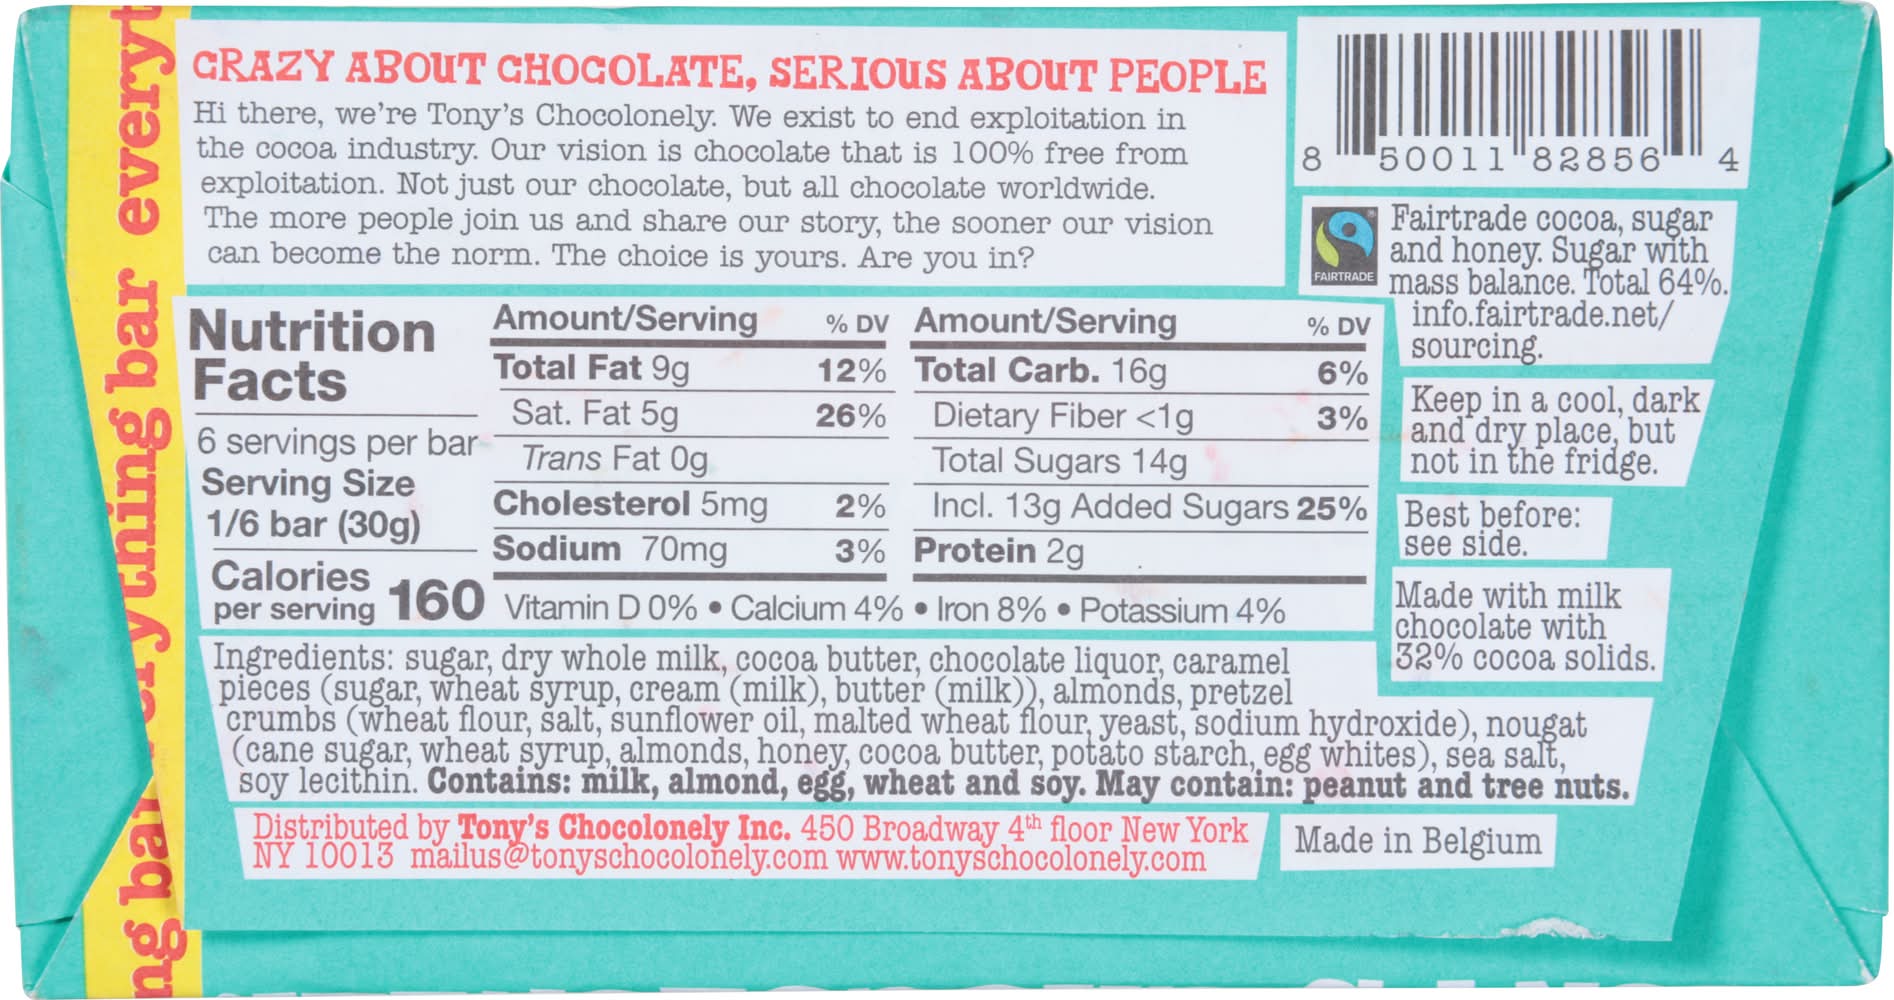 everything bar everyt
CRAZY ABOUT CHOCOLATE, SERIOUS ABOUT PEOPLE
Hi there, we're Tony's Chocolonely. We exist to end exploitation in
the cocoa industry. Our vision is chocolate that is 100% free from
exploitation. Not just our chocolate, but all chocolate worldwide.
The more people join us and share our story, the sooner our vision
can become the norm. The choice is yours. Are you in?
8 50011 82856 4
FAIRTRADE
Fairtrade cocoa, sugar
and honey. Sugar with
mass balance. Total 64%.
info.fairtrade.net/
sourcing.
Nutrition
Facts
6 servings per bar
Serving Size
1/6 bar (30g)
Calories
per serving 160
Amount/Serving % DV
Total Fat 9g 12%
Sat. Fat 5g 26%
Trans Fat 0g
Cholesterol 5mg 2%
Sodium 70mg 3%
Amount/Serving % DV
Total Carb. 16g 6%
Dietary Fiber <1g 3%
Total Sugars 14g
Incl. 13g Added Sugars 25%
Protein 2g
Vitamin D 0% • Calcium 4% • Iron 8% • Potassium 4%
Keep in a cool, dark
and dry place, but
not in the fridge.
Best before:
see side.
Made with milk
chocolate with
32% cocoa solids.
Ingredients: sugar, dry whole milk, cocoa butter, chocolate liquor, caramel
pieces (sugar, wheat syrup, cream (milk), butter (milk)), almonds, pretzel
crumbs (wheat flour, salt, sunflower oil, malted wheat flour, yeast, sodium hydroxide), nougat
(cane sugar, wheat syrup, almonds, honey, cocoa butter, potato starch, egg whites), sea salt,
soy lecithin. Contains: milk, almond, egg, wheat and soy. May contain: peanut and tree nuts.
Distributed by Tony's Chocolonely Inc. 450 Broadway 4th floor New York
NY 10013 mailus@tonyschocolonely.com www.tonyschocolonely.com
Made in Belgium
ng ba